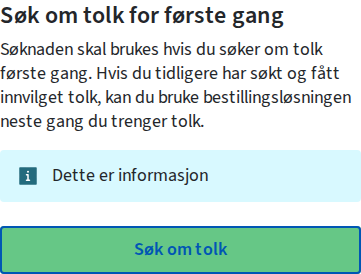 Søk om tolk for første gang
Søknaden skal brukes hvis du søker om tolk
første gang. Hvis du tidligere har søkt og fått
innvilget tolk, kan du bruke bestillingsløsningen
neste gang du trenger tolk.
Dette er informasjon
Søk om tolk